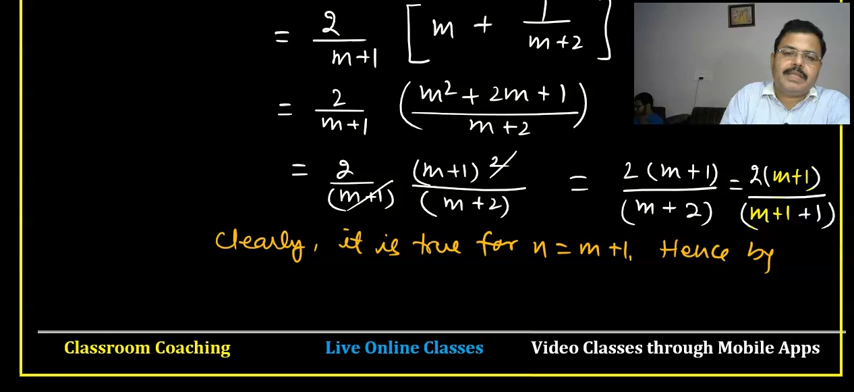 = 2/(m+1) [m + 1/(m+2)]
= 2/(m+1) ((m² + 2m + 1)/(m+2))
= 2/(m+1) (m+1)²/(m+2) = 2(m+1)/(m+2) = 2(m+1)/(m+1+1)
Clearly, it is true for n = m+1. Hence by
Classroom Coaching Live Online Classes Video Classes through Mobile Apps